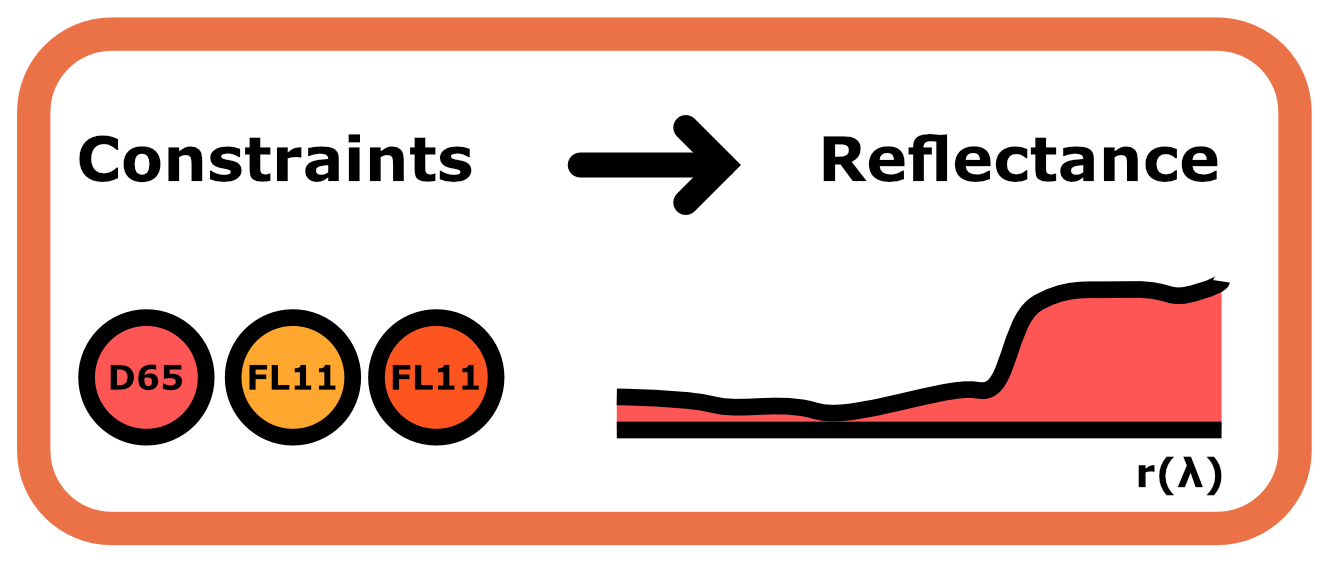 Constraints → Reflectance
D65 FL11 FL11
r(λ)